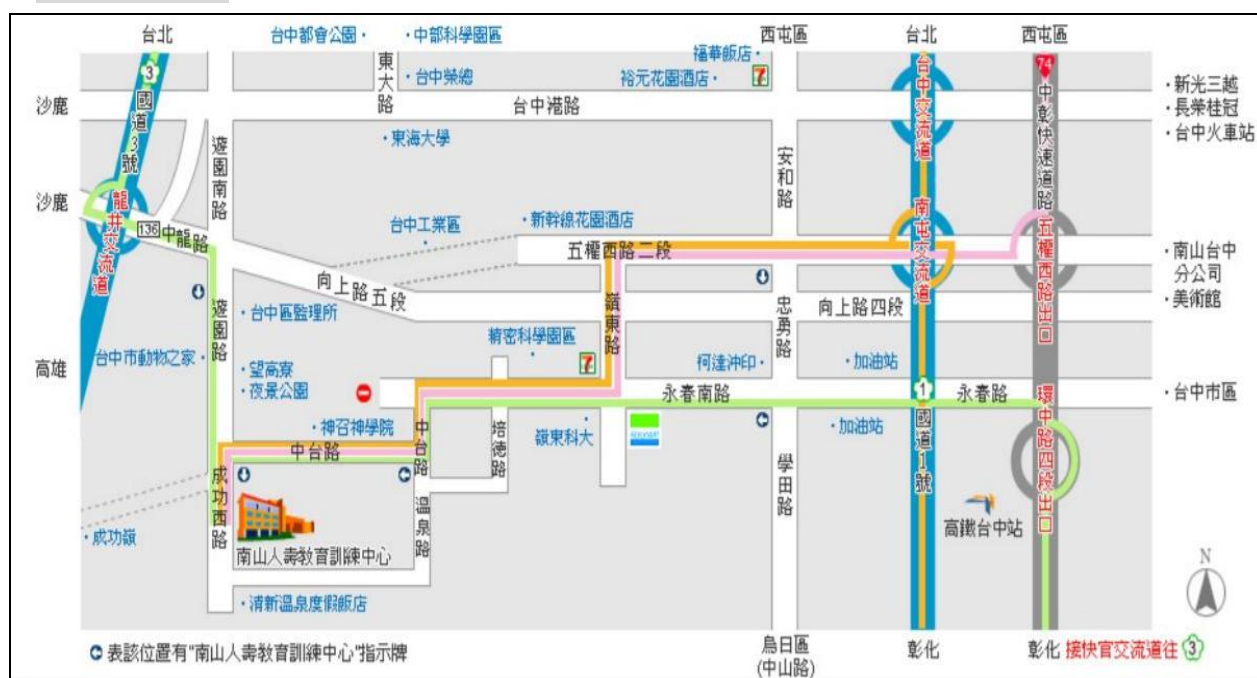 台北
台中都會公園
中部科學園區
西屯區
台北
西屯區
福華飯店
3
國道3號
東大路
台中榮總
裕元花園酒店
7
台中交流道
74
中彰快速道路
新光三越
長榮桂冠
台中火車站
沙鹿
台中港路
東海大學
遊園南路
安和路
沙鹿
龍井交流道
136
中龍路
台中工業區
新幹線花園酒店
五權西路二段
南屯交流道
五權西路出口
南山台中
分公司
美術館
向上路五段
遊園路
台中區監理所
嶺東路
忠勇路
向上路四段
精密科學園區
7
台中市動物之家
望高寮
夜景公園
柯達沖印
加油站
高雄
永春南路
1
國道1號
永春路
環中路四段出口
台中市區
神召神學院
中台路
中台路
培德路
嶺東科大
加油站
成功西路
溫泉路
學田路
成功嶺
南山人壽教育訓練中心
高鐵台中站
N
清新溫泉度假飯店
表該位置有"南山人壽教育訓練中心"指示牌
烏日區
(中山路)
彰化
彰化
接快官交流道往
3